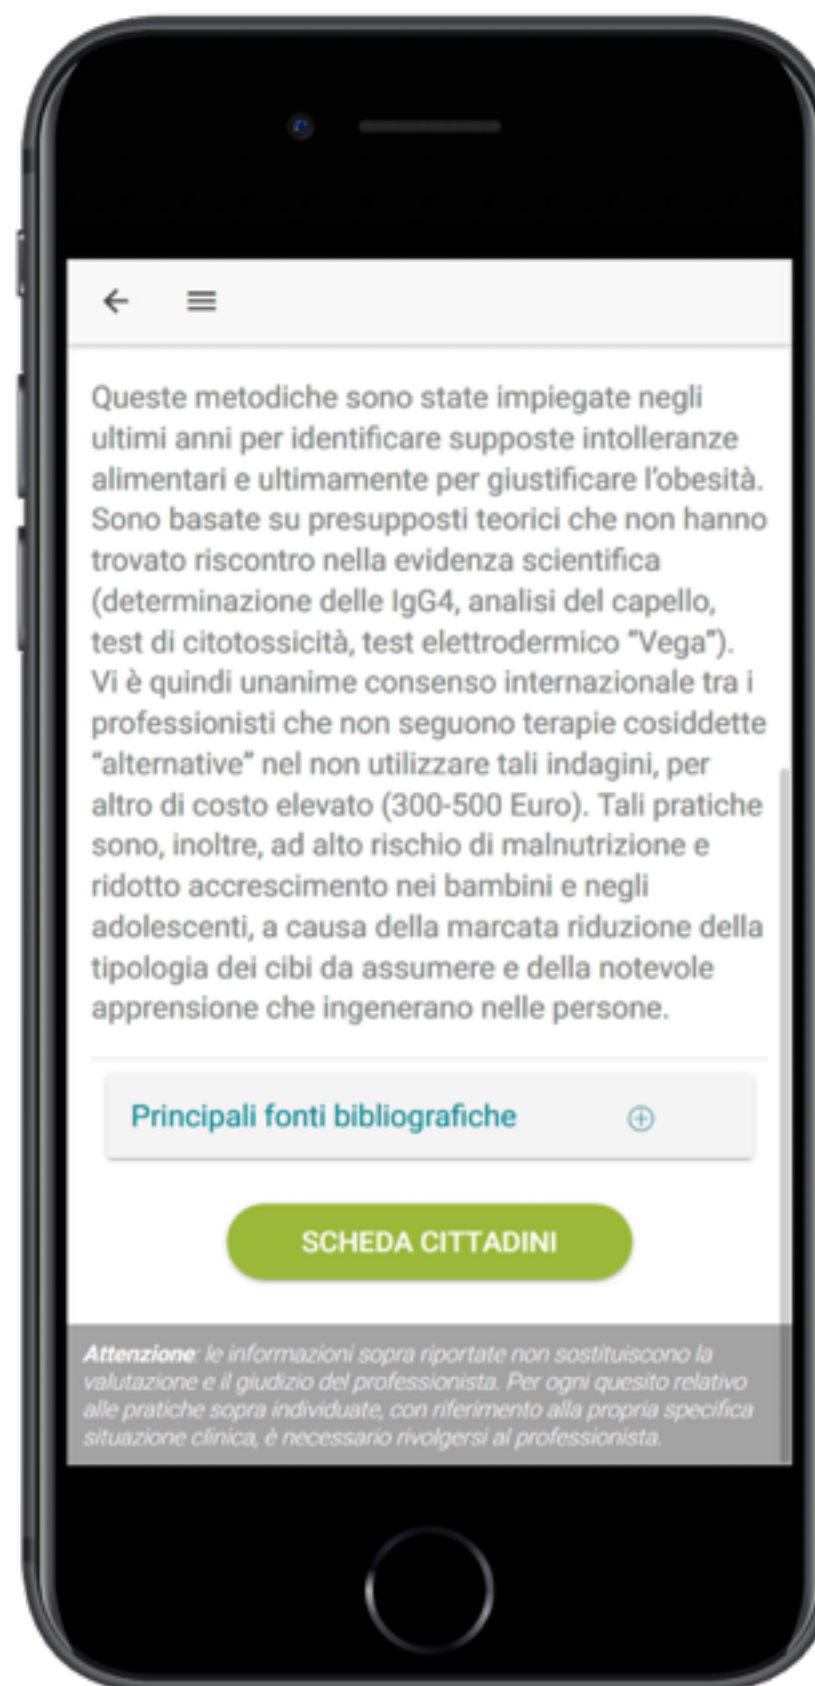 Queste metodiche sono state impiegate negli
ultimi anni per identificare supposte intolleranze
alimentari e ultimamente per giustificare l'obesità.
Sono basate su presupposti teorici che non hanno
trovato riscontro nella evidenza scientifica
(determinazione delle IgG4, analisi del capello,
test di citotossicità, test elettrodermico "Vega").
Vi è quindi unanime consenso internazionale tra i
professionisti che non seguono terapie cosiddette
"alternative" nel non utilizzare tali indagini, per
altro di costo elevato (300-500 Euro). Tali pratiche
sono, inoltre, ad alto rischio di malnutrizione e
ridotto accrescimento nei bambini e negli
adolescenti, a causa della marcata riduzione della
tipologia dei cibi da assumere e della notevole
apprensione che ingenerano nelle persone.
Principali fonti bibliografiche
SCHEDA CITTADINI
Attenzione: le informazioni sopra riportate non sostituiscono la
valutazione e il giudizio del professionista. Per ogni quesito relativo
alle pratiche sopra individuate, con riferimento alla propria specifica
situazione clinica, è necessario rivolgersi al professionista.